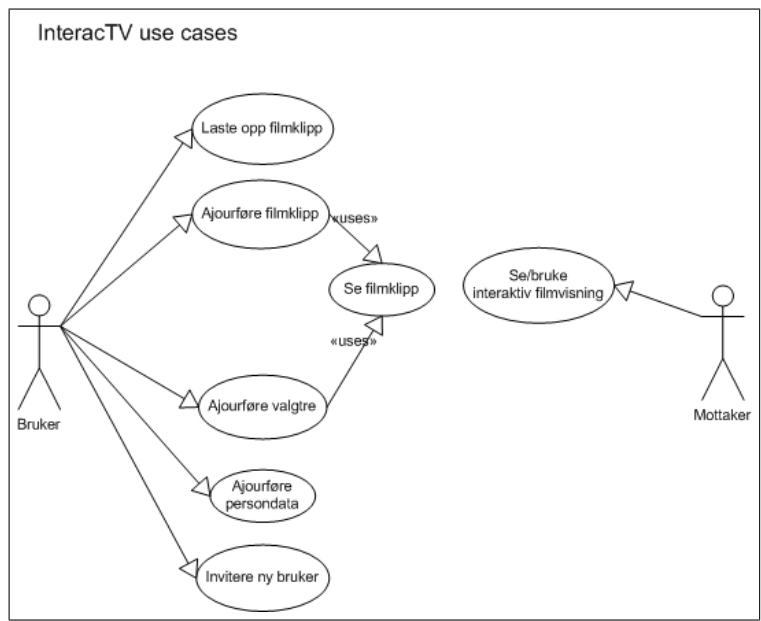 InteracTV use cases
Laste opp filmklipp
Ajourføre filmklipp
«uses»
Se filmklipp
Se/bruke
interaktiv filmvisning
«uses»
Ajourføre valgtre
Bruker
Mottaker
Ajourføre
persondata
Invitere ny bruker